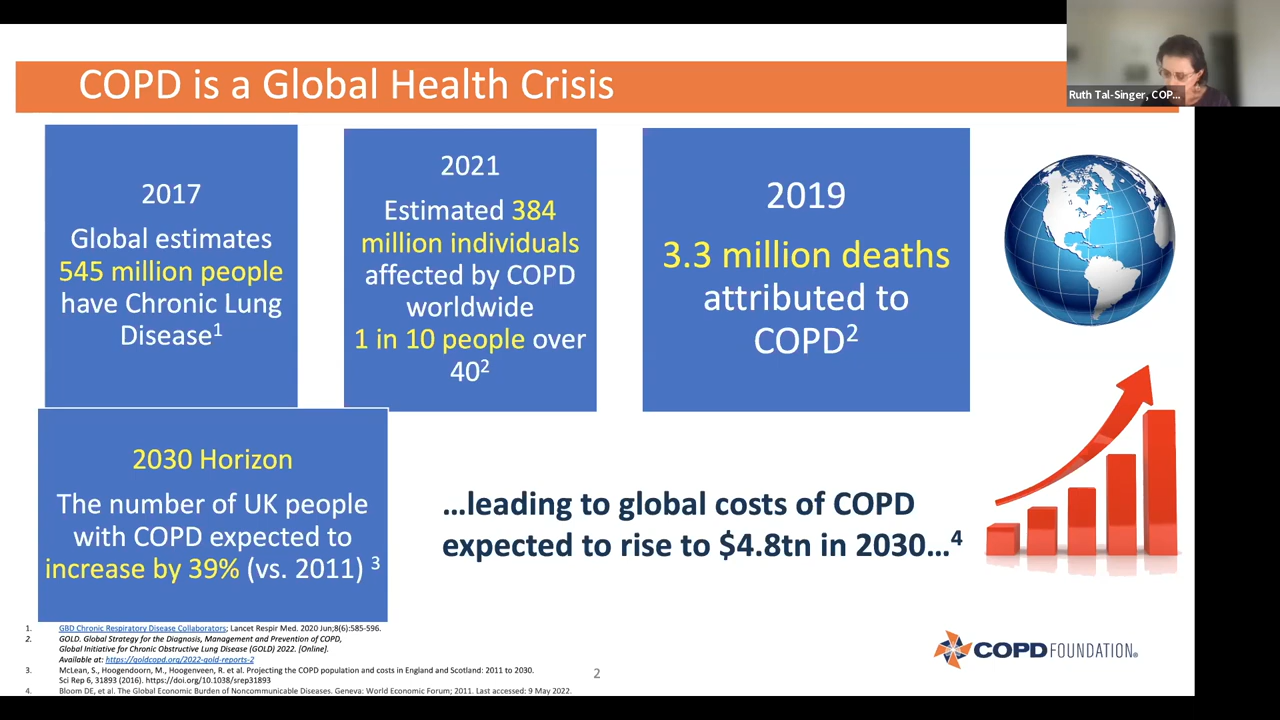 COPD is a Global Health Crisis
Ruth Tal-Singer, COP...
2017
Global estimates
545 million people
have Chronic Lung
Disease1
2021
Estimated 384
million individuals
affected by COPD
worldwide
1 in 10 people over
402
2019
3.3 million deaths
attributed to
COPD2
2030 Horizon
The number of UK people
with COPD expected to
increase by 39% (vs. 2011) 3
...leading to global costs of COPD
expected to rise to $4.8tn in 2030...4
1. GBD Chronic Respiratory Disease Collaborators; Lancet Respir Med. 2020 Jun;8(6):585-596.
2. GOLD. Global Strategy for the Diagnosis, Management and Prevention of COPD,
Global Initiative for Chronic Obstructive Lung Disease (GOLD) 2022. [Online].
Available at: https://goldcopd.org/2022-gold-reports-2
3. McLean, S., Hoogendoorn, M., Hoogenveen, R. et al. Projecting the COPD population and costs in England and Scotland: 2011 to 2030.
Sci Rep 6, 31893 (2016). https://doi.org/10.1038/srep31893
4. Bloom DE, et al. The Global Economic Burden of Noncommunicable Diseases. Geneva: World Economic Forum; 2011. Last accessed: 9 May 2022.
2
COPDFOUNDATION®